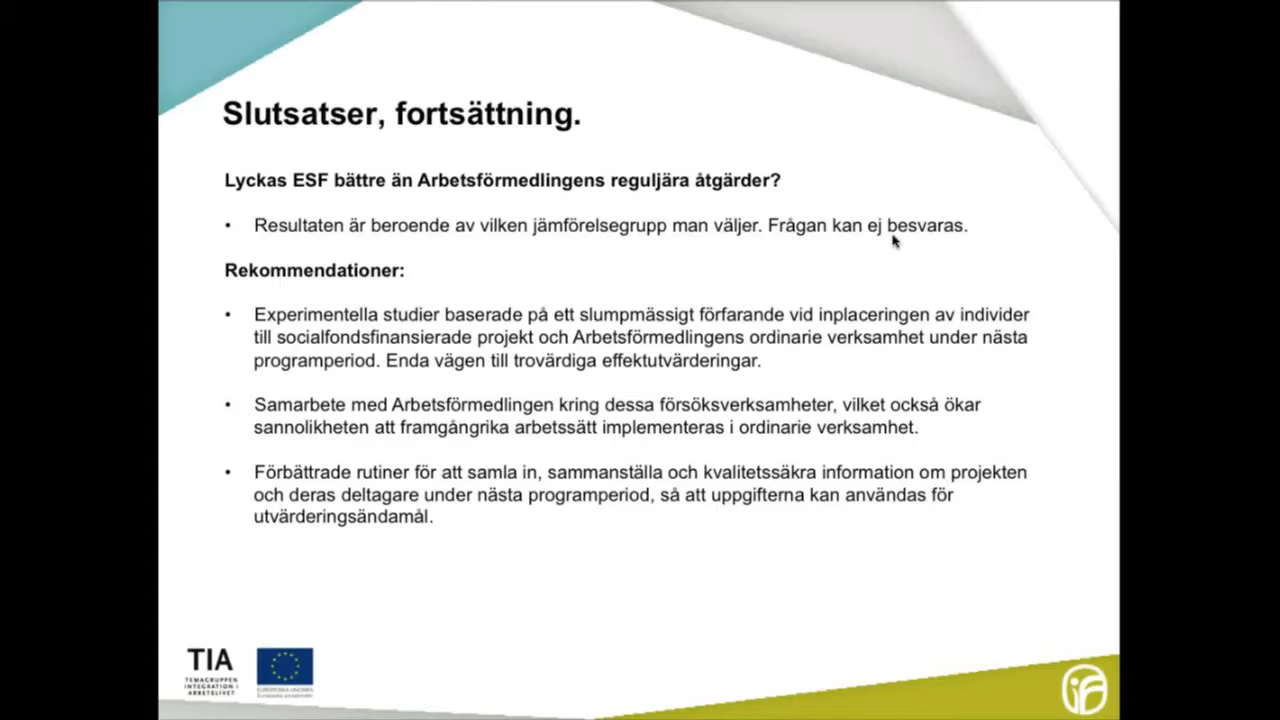 Slutsatser, fortsättning.
Lyckas ESF bättre än Arbetsförmedlingens reguljära åtgärder?
• Resultaten är beroende av vilken jämförelsegrupp man väljer. Frågan kan ej besvaras.
Rekommendationer:
• Experimentella studier baserade på ett slumpmässigt förfarande vid inplaceringen av individer
till socialfondsfinansierade projekt och Arbetsförmedlingens ordinarie verksamhet under nästa
programperiod. Enda vägen till trovärdiga effektutvärderingar.
• Samarbete med Arbetsförmedlingen kring dessa försöksverksamheter, vilket också ökar
sannolikheten att framgångrika arbetssätt implementeras i ordinarie verksamhet.
• Förbättrade rutiner för att samla in, sammanställa och kvalitetssäkra information om projekten
och deras deltagare under nästa programperiod, så att uppgifterna kan användas för
utvärderingsändamål.
TIA
TEMAGRUPPEN
INTEGRATION I
ARBETSLIVET
EUROPEISKA UNIONEN
Europeiska socialfonden